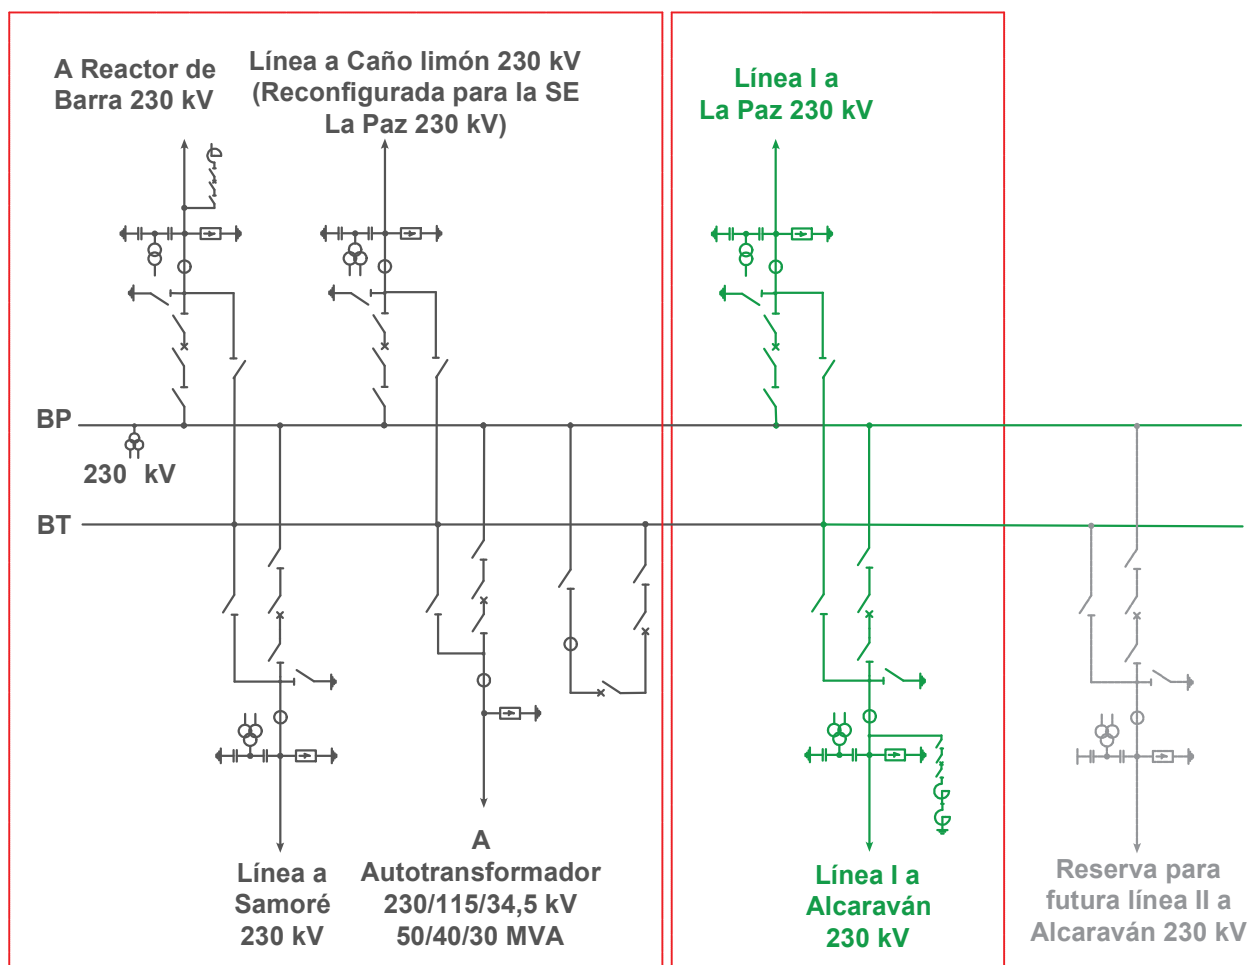 A Reactor de
Barra 230 kV
Línea a Caño limón 230 kV
(Reconfigurada para la SE
La Paz 230 kV)
Línea I a
La Paz 230 kV
BP
230 kV
BT
Línea a
Samoré
230 kV
A
Autotransformador
230/115/34,5 kV
50/40/30 MVA
Línea I a
Alcaraván
230 kV
Reserva para
futura línea II a
Alcaraván 230 kV